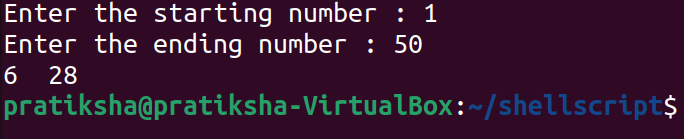 Enter the starting number : 1
Enter the ending number : 50
6  28
pratiksha@pratiksha-VirtualBox:~/shellscript$